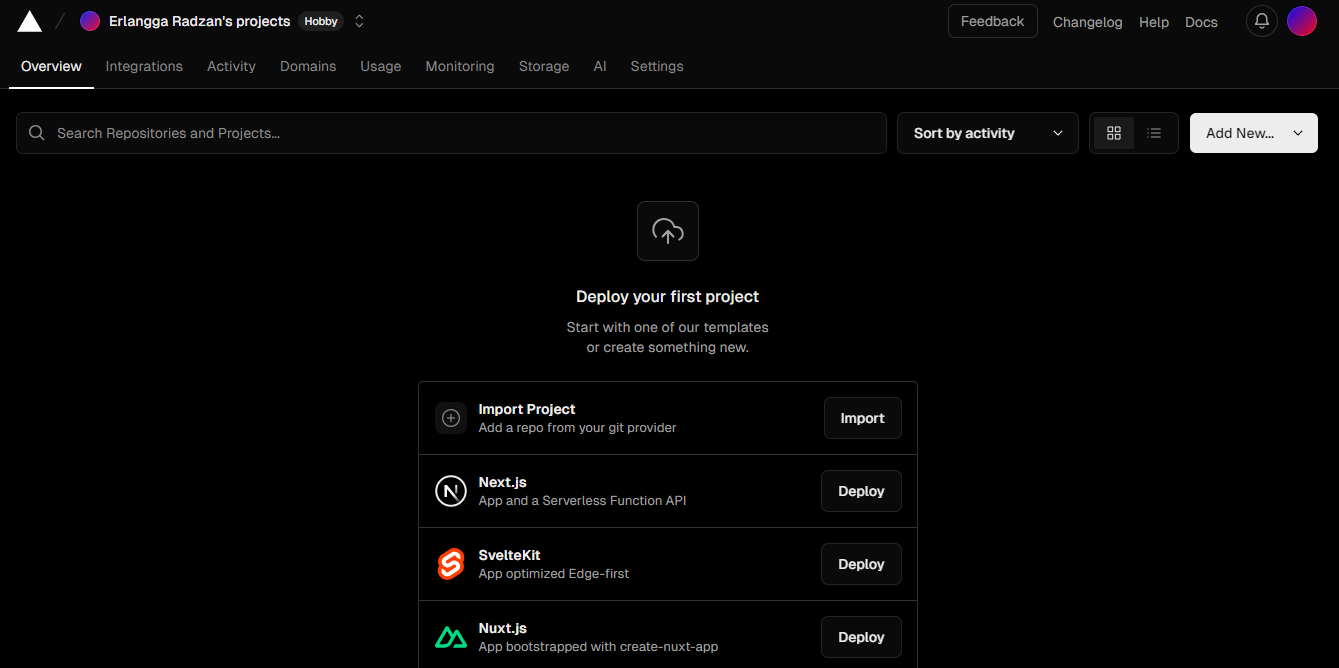 Erlangga Radzan's projects Hobby Feedback Changelog Help Docs
Overview Integrations Activity Domains Usage Monitoring Storage AI Settings
Search Repositories and Projects... Sort by activity Add New...
Deploy your first project
Start with one of our templates
or create something new.
Import Project
Add a repo from your git provider
Import
Next.js
App and a Serverless Function API
Deploy
SvelteKit
App optimized Edge-first
Deploy
Nuxt.js
App bootstrapped with create-nuxt-app
Deploy